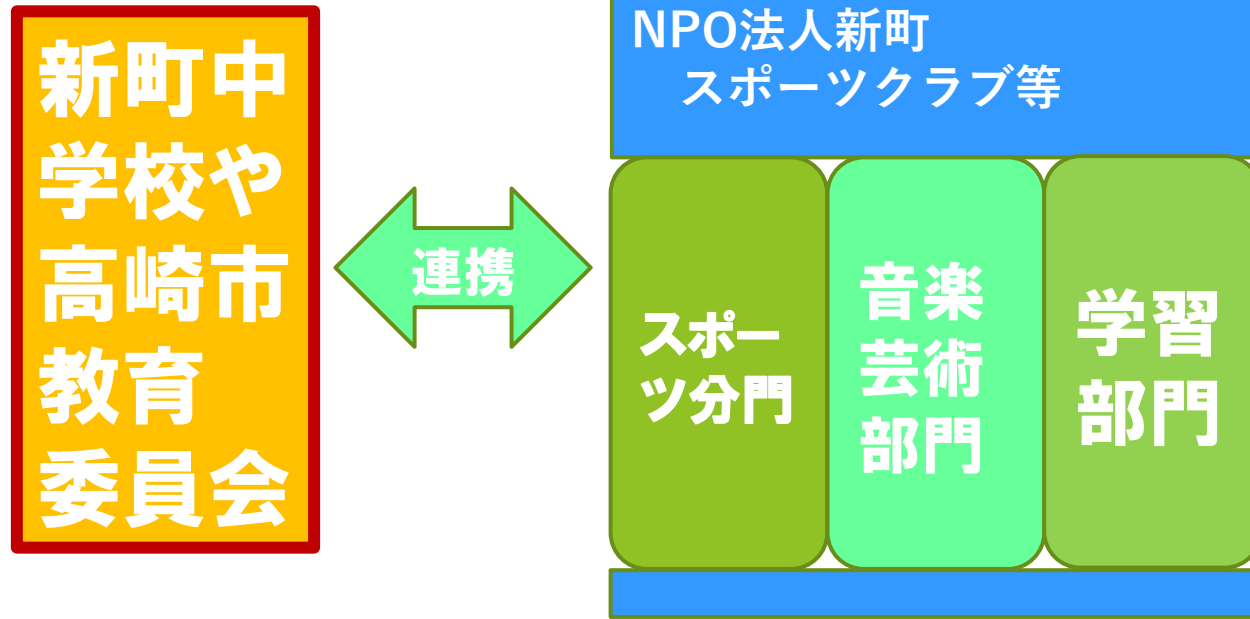 新町中
学校や
高崎市
教育
委員会
連携
NPO法人新町
スポーツクラブ等
スポー
ツ分門
音楽
芸術
部門
学習
部門